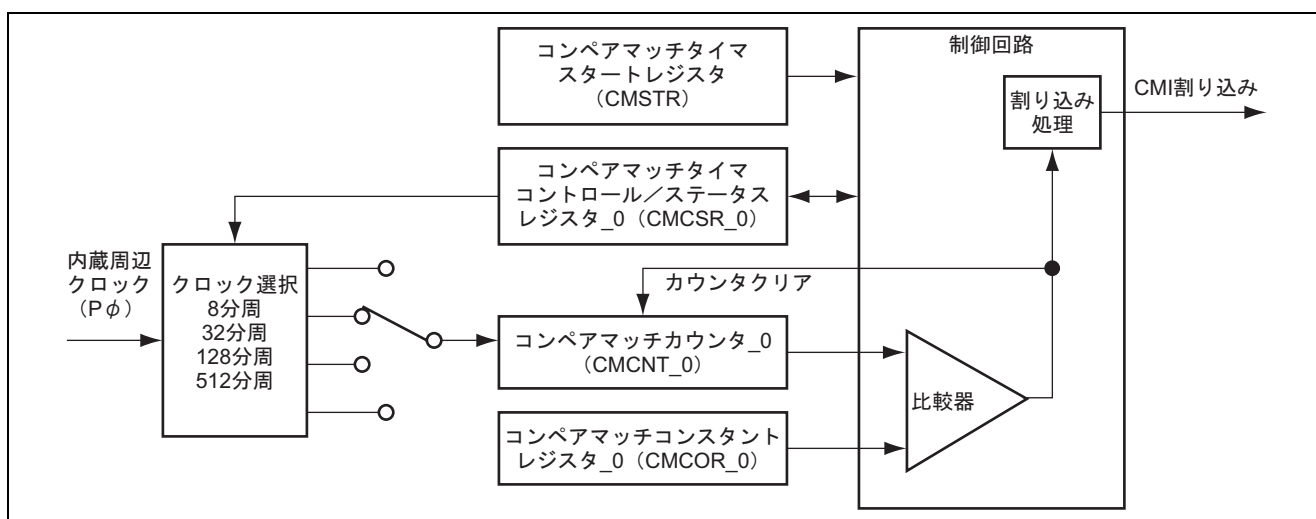 コンペアマッチタイマ
スタートレジスタ
（CMSTR）
制御回路
割り込み
処理
CMI割り込み
コンペアマッチタイマ
コントロール／ステータス
レジスタ_0（CMCSR_0）
内蔵周辺
クロック
（Pφ）
クロック選択
8分周
32分周
128分周
512分周
カウンタクリア
コンペアマッチカウンタ_0
（CMCNT_0）
比較器
コンペアマッチコンスタント
レジスタ_0（CMCOR_0）